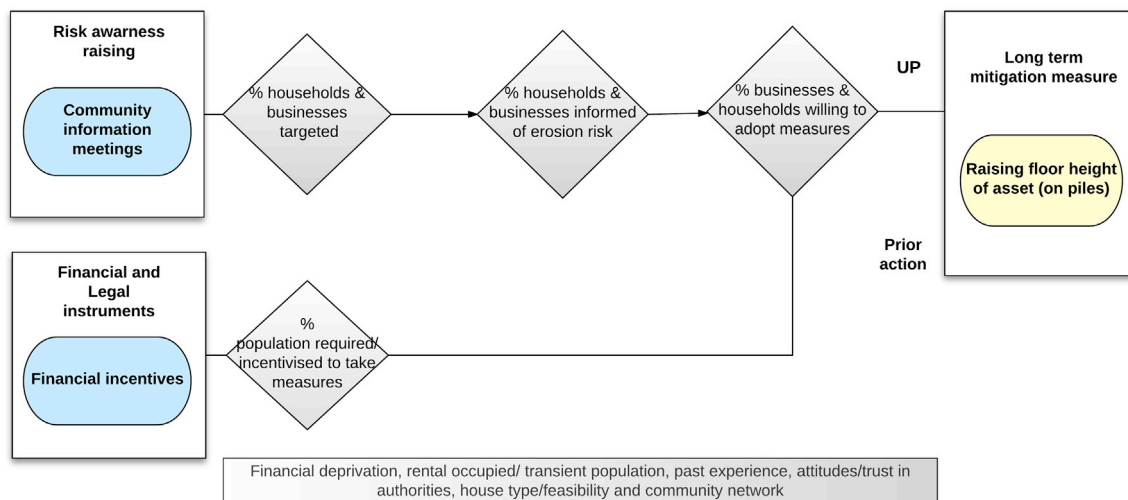 Risk awarness
raising
Community
information
meetings
% households &
businesses
targeted
% households &
businesses informed
of erosion risk
% businesses &
households willing to
adopt measures
UP
Long term
mitigation measure
Raising floor height
of asset (on piles)
Prior
action
Financial and
Legal
instruments
Financial incentives
%
population required/
incentivised to take
measures
Financial deprivation, rental occupied/ transient population, past experience, attitudes/trust in
authorities, house type/feasibility and community network